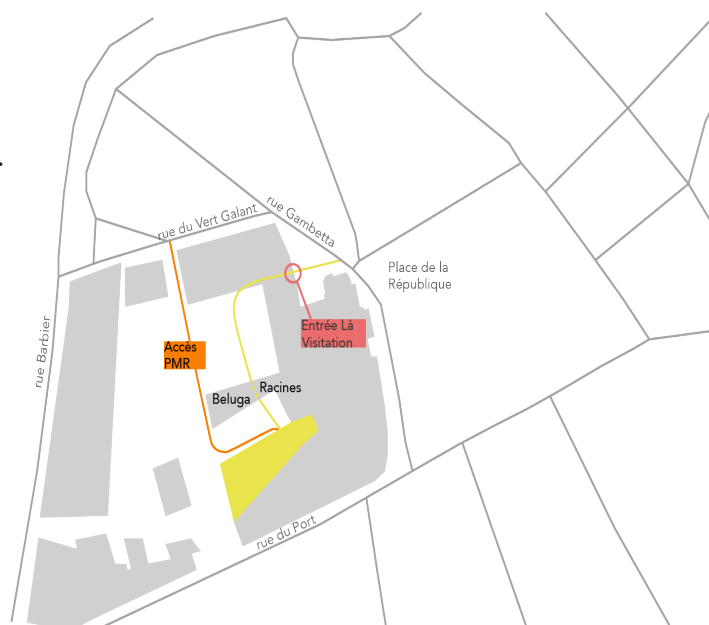 rue du Vert Galant
rue Gambetta
Place de la
République
rue Barbier
Entrée Là
Visitation
Accès
PMR
Racines
Beluga
rue du Port